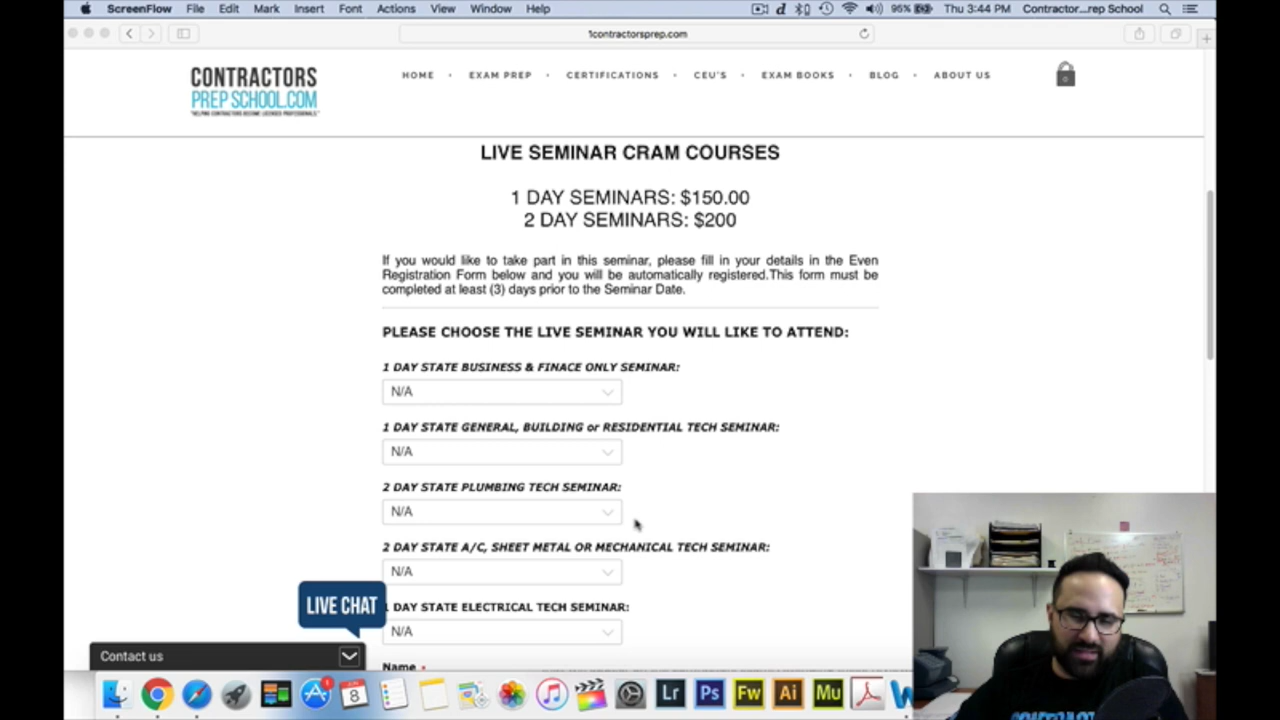 ScreenFlow File Edit Mark Insert Font Actions View Window Help 95% Thu 3:44 PM Contractor...rep School
1contractorsprep.com
CONTRACTORS
PREP SCHOOL.COM
"HELPING CONTRACTORS BECOME LICENSED PROFESSIONALS."
HOME • EXAM PREP • CERTIFICATIONS • CEU'S • EXAM BOOKS • BLOG • ABOUT US
LIVE SEMINAR CRAM COURSES
1 DAY SEMINARS: $150.00
2 DAY SEMINARS: $200
If you would like to take part in this seminar, please fill in your details in the Even
Registration Form below and you will be automatically registered.This form must be
completed at least (3) days prior to the Seminar Date.
PLEASE CHOOSE THE LIVE SEMINAR YOU WILL LIKE TO ATTEND:
1 DAY STATE BUSINESS & FINACE ONLY SEMINAR:
N/A
1 DAY STATE GENERAL, BUILDING or RESIDENTIAL TECH SEMINAR:
N/A
2 DAY STATE PLUMBING TECH SEMINAR:
N/A
2 DAY STATE A/C, SHEET METAL OR MECHANICAL TECH SEMINAR:
N/A
DAY STATE ELECTRICAL TECH SEMINAR:
N/A
LIVE CHAT
Contact us
Name *
8
Lr Ps Fw Ai Mu